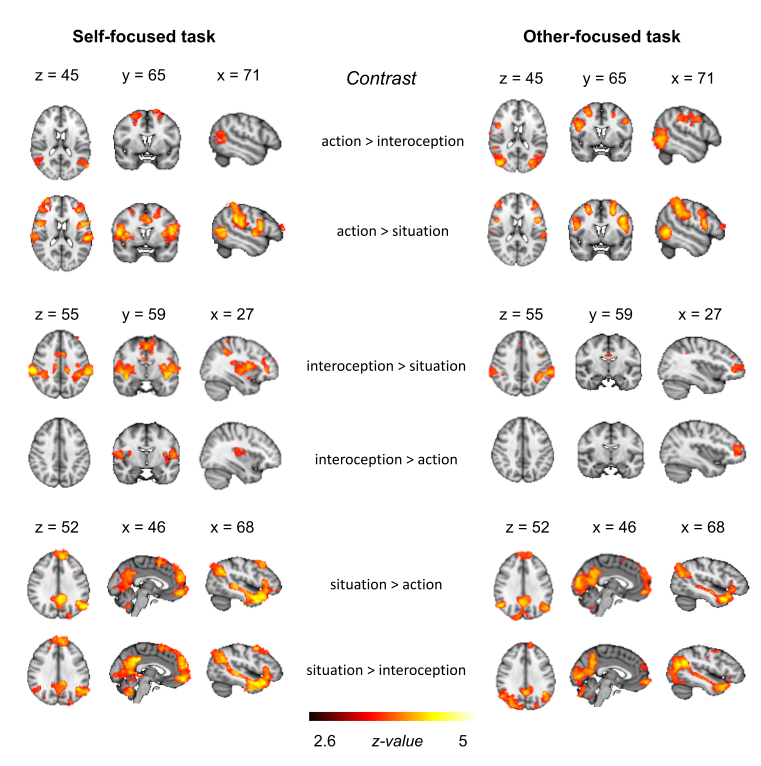 Self-focused task
Other-focused task
z = 45 y = 65 x = 71
Contrast
z = 45 y = 65 x = 71
action > interoception
action > situation
z = 55 y = 59 x = 27
z = 55 y = 59 x = 27
interoception > situation
interoception > action
z = 52 x = 46 x = 68
z = 52 x = 46 x = 68
situation > action
situation > interoception
2.6 z-value 5